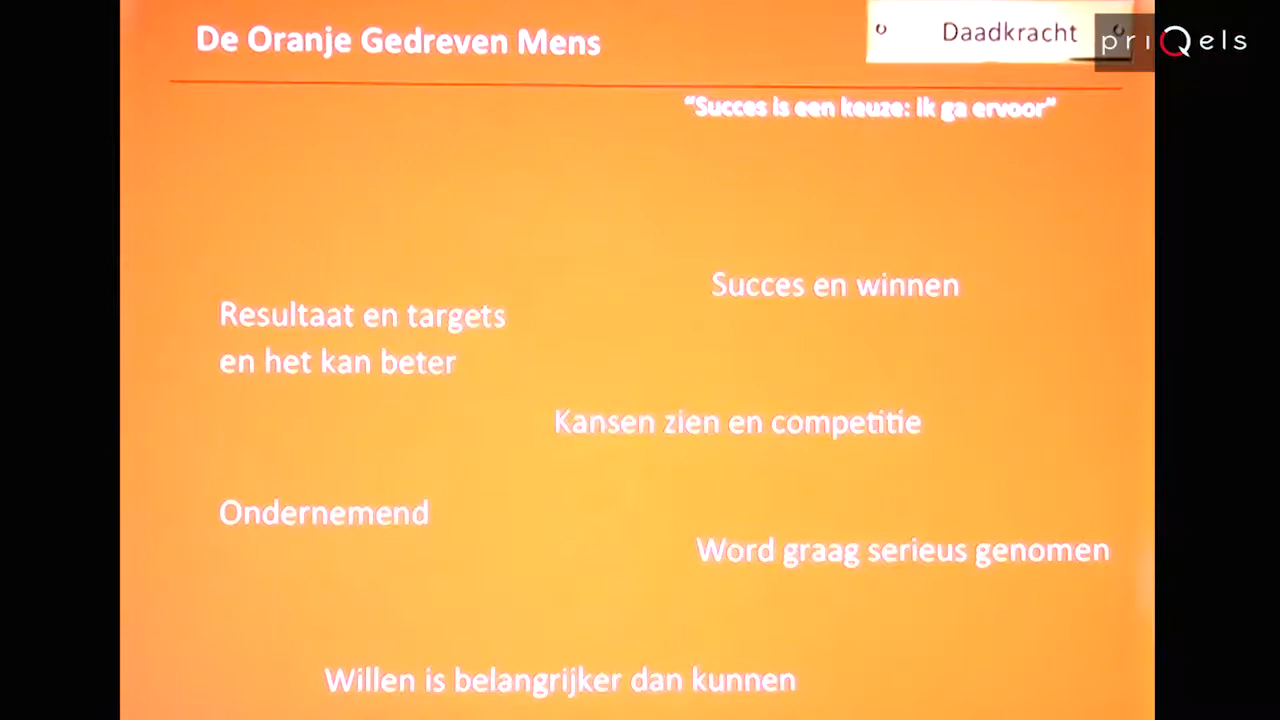 De Oranje Gedreven Mens
Daadkracht
priQels
“Succes is een keuze: ik ga ervoor”
Succes en winnen
Resultaat en targets
en het kan beter
Kansen zien en competitie
Ondernemend
Word graag serieus genomen
Willen is belangrijker dan kunnen